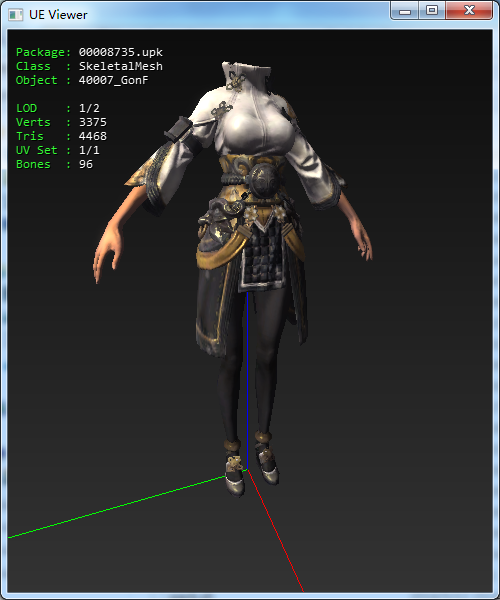 UE Viewer
Package: 00008735.upk
Class  : SkeletalMesh
Object : 40007_GonF
LOD    : 1/2
Verts  : 3375
Tris   : 4468
UV Set : 1/1
Bones  : 96